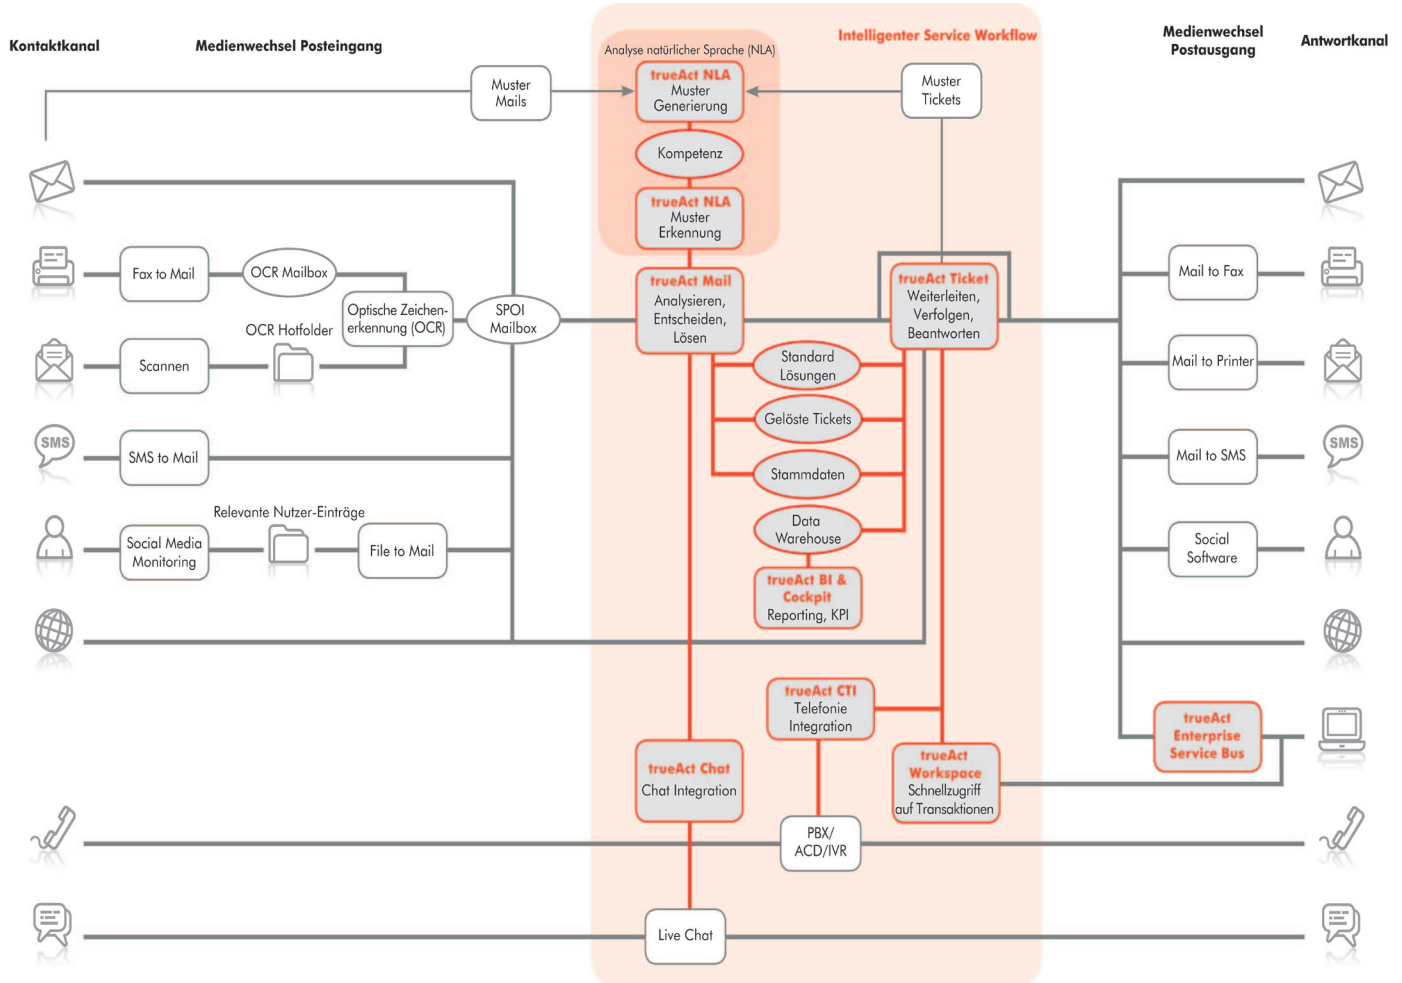 Kontaktkanal
Medienwechsel Posteingang
Intelligenter Service Workflow
Medienwechsel
Postausgang
Antwortkanal
Analyse natürlicher Sprache (NLA)
Muster
Mails
trueAct NLA
Muster
Generierung
Muster
Tickets
Kompetenz
trueAct NLA
Muster
Erkennung
Fax to Mail
OCR Mailbox
OCR Hotfolder
Optische Zeichen-
erkennung (OCR)
SPOI
Mailbox
trueAct Mail
Analysieren,
Entscheiden,
Lösen
trueAct Ticket
Weiterleiten,
Verfolgen,
Beantworten
Mail to Fax
Scannen
Standard
Lösungen
Mail to Printer
Gelöste Tickets
SMS
SMS to Mail
Stammdaten
Mail to SMS
SMS
Relevante Nutzer-Einträge
Social Media
Monitoring
File to Mail
Data
Warehouse
Social
Software
trueAct BI &
Cockpit
Reporting, KPI
trueAct CTI
Telefonie
Integration
trueAct
Enterprise
Service Bus
trueAct Chat
Chat Integration
trueAct
Workspace
Schnellzugriff
auf Transaktionen
PBX/
ACD/IVR
Live Chat